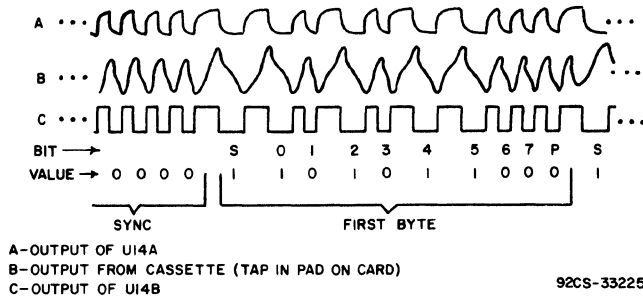 A ••• •••
B ••• •••
C ••• •••
BIT → S 0 1 2 3 4 5 6 7 P S
VALUE → 0 0 0 0 1 1 0 1 0 1 1 0 0 0 1
SYNC FIRST BYTE
A-OUTPUT OF U14A
B-OUTPUT FROM CASSETTE (TAP IN PAD ON CARD)
C-OUTPUT OF U14B
92CS-33225